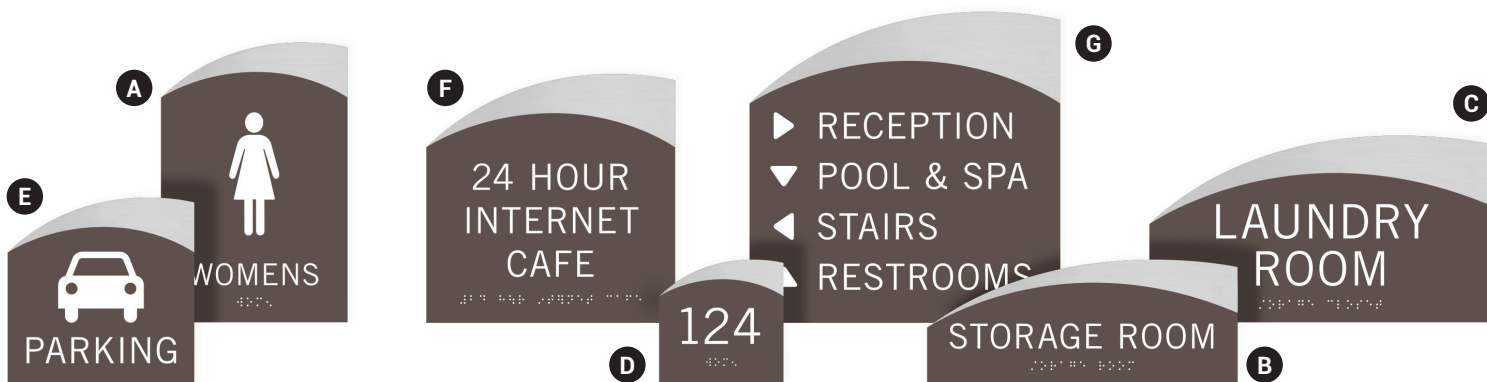 A
WOMENS
⠺⠕⠍⠢
E
PARKING
F
24 HOUR
INTERNET
CAFE
G
RECEPTION
POOL & SPA
STAIRS
RESTROOMS
D
124
C
LAUNDRY
ROOM
B
STORAGE ROOM